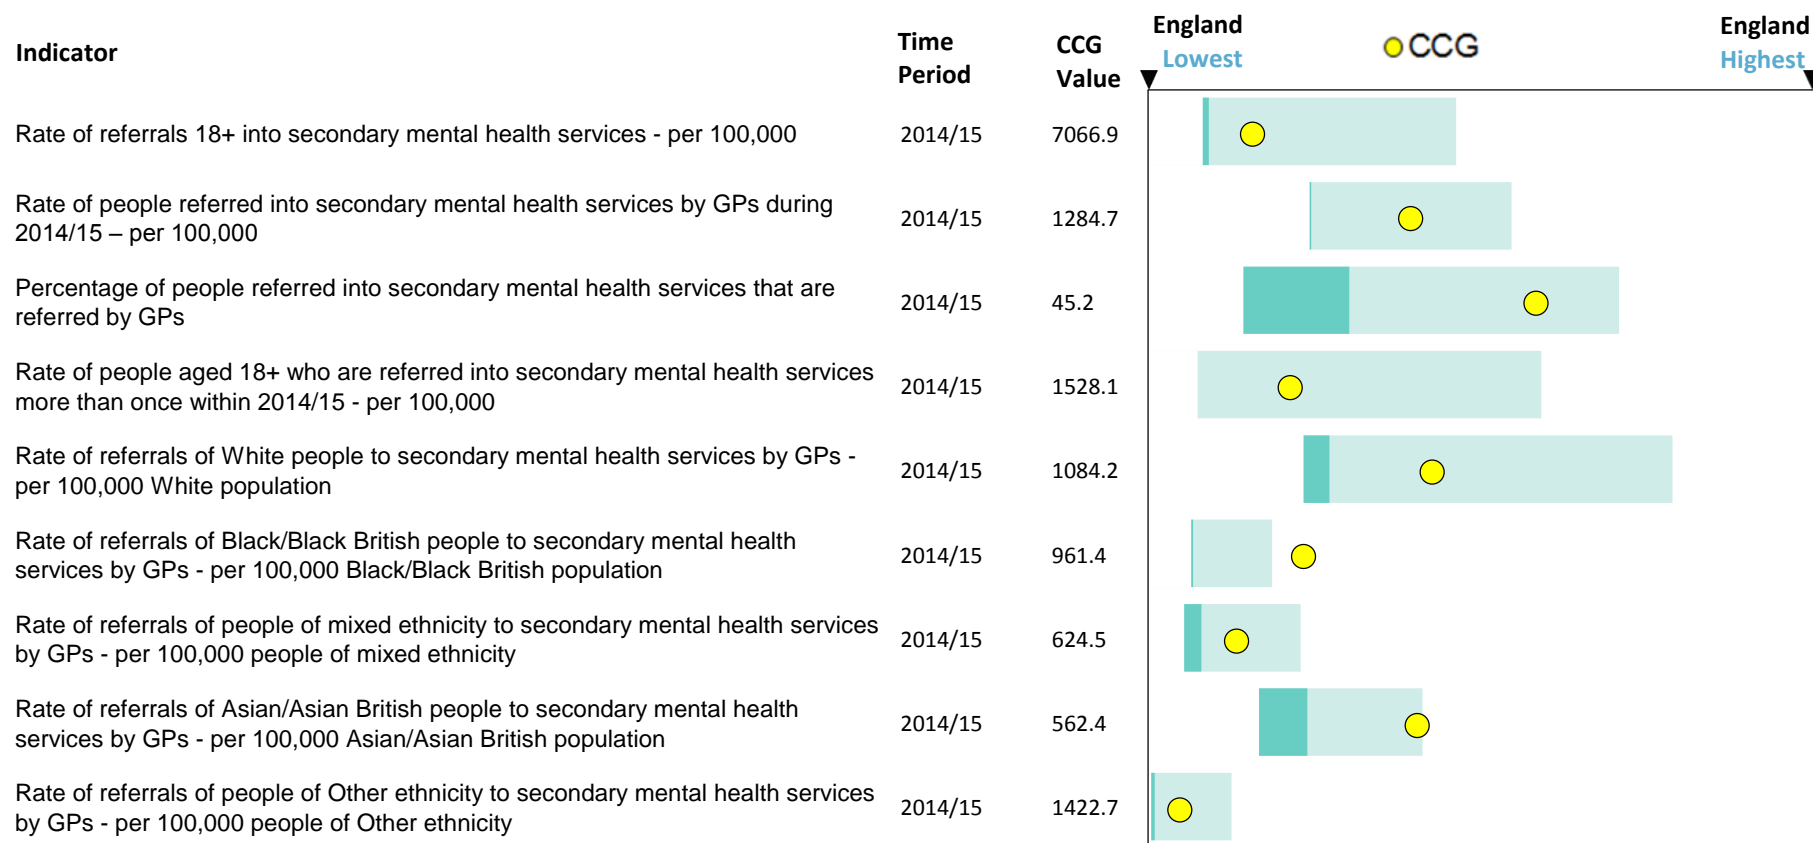 Indicator
Time
Period
CCG
Value
England
Lowest
CCG
England
Highest
Rate of referrals 18+ into secondary mental health services - per 100,000
2014/15
7066.9
Rate of people referred into secondary mental health services by GPs during
2014/15 – per 100,000
2014/15
1284.7
Percentage of people referred into secondary mental health services that are
referred by GPs
2014/15
45.2
Rate of people aged 18+ who are referred into secondary mental health services
more than once within 2014/15 - per 100,000
2014/15
1528.1
Rate of referrals of White people to secondary mental health services by GPs -
per 100,000 White population
2014/15
1084.2
Rate of referrals of Black/Black British people to secondary mental health
services by GPs - per 100,000 Black/Black British population
2014/15
961.4
Rate of referrals of people of mixed ethnicity to secondary mental health services
by GPs - per 100,000 people of mixed ethnicity
2014/15
624.5
Rate of referrals of Asian/Asian British people to secondary mental health
services by GPs - per 100,000 Asian/Asian British population
2014/15
562.4
Rate of referrals of people of Other ethnicity to secondary mental health services
by GPs - per 100,000 people of Other ethnicity
2014/15
1422.7